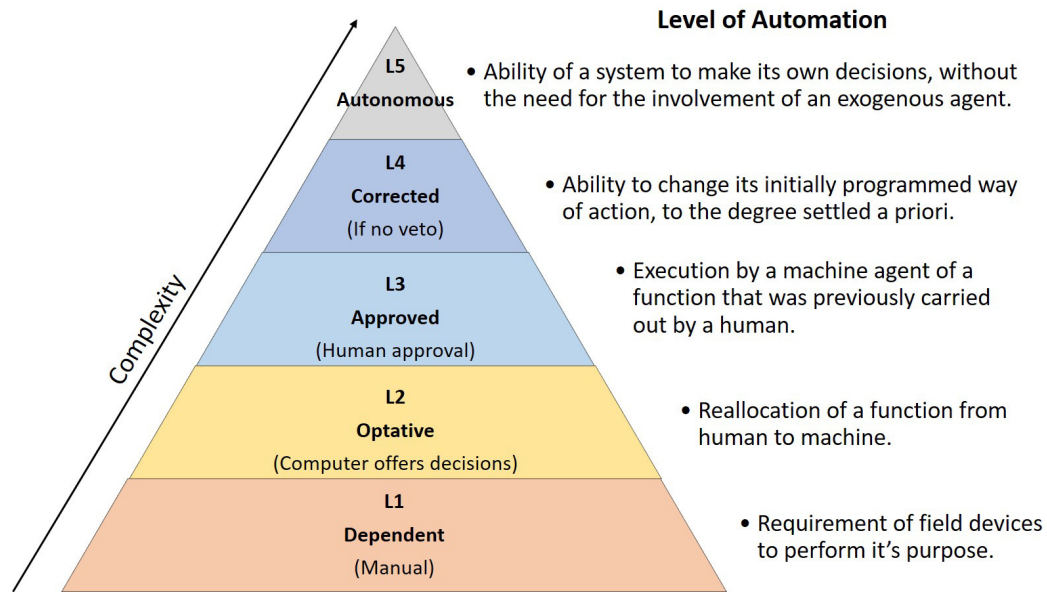 Level of Automation
L5
Autonomous
• Ability of a system to make its own decisions, without
the need for the involvement of an exogenous agent.
L4
Corrected
(If no veto)
• Ability to change its initially programmed way
of action, to the degree settled a priori.
L3
Approved
(Human approval)
• Execution by a machine agent of a
function that was previously carried
out by a human.
L2
Optative
(Computer offers decisions)
• Reallocation of a function from
human to machine.
L1
Dependent
(Manual)
• Requirement of field devices
to perform it's purpose.
Complexity